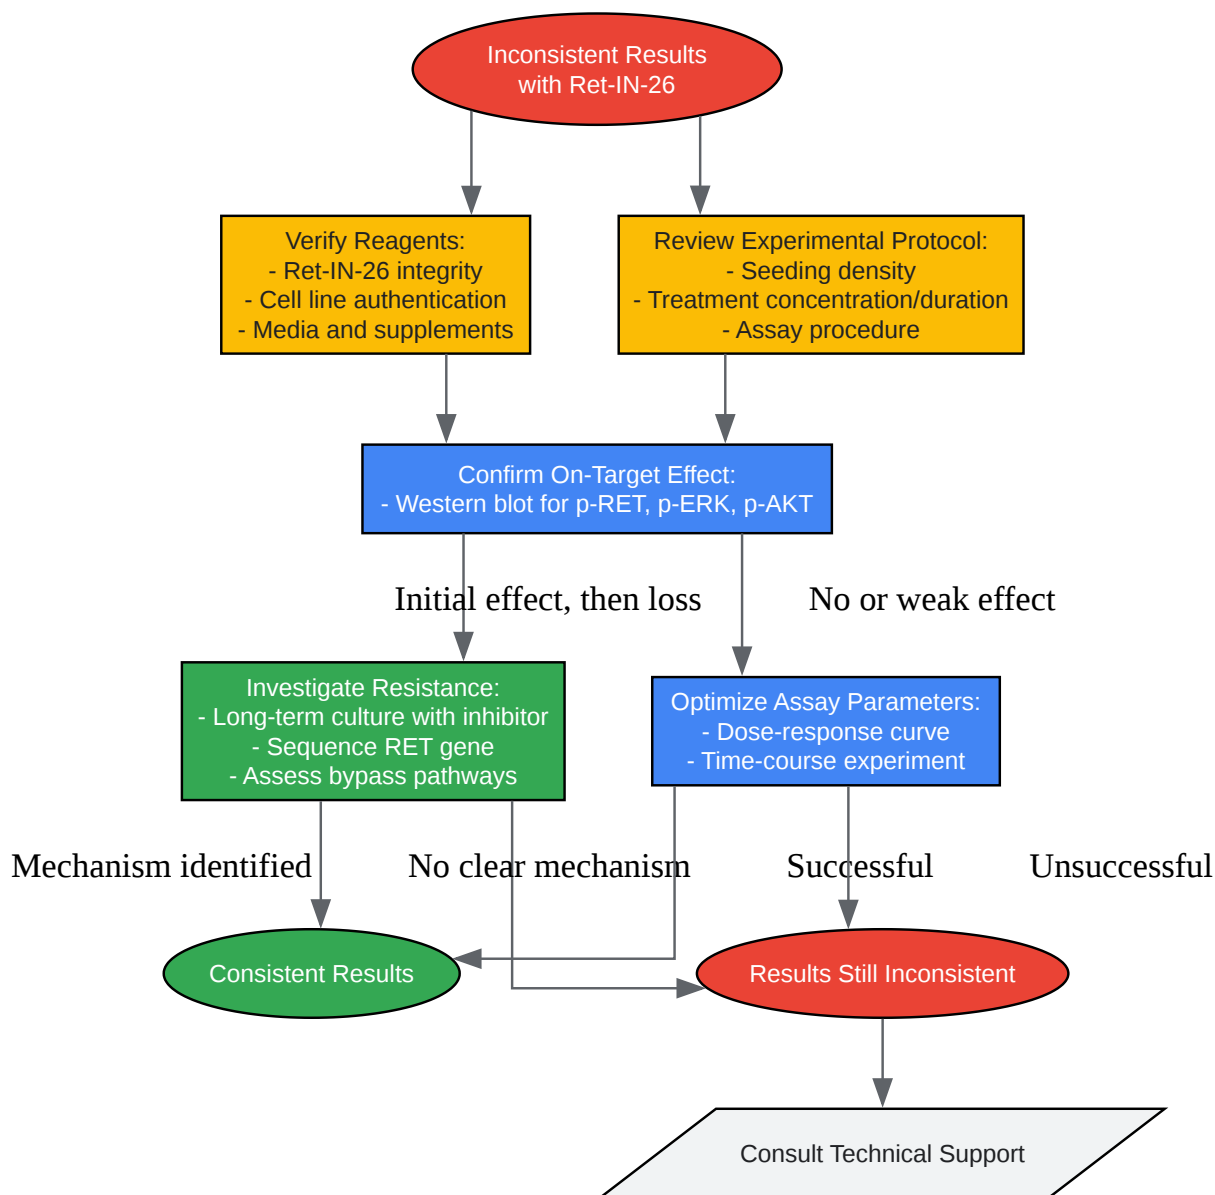 Inconsistent Results
with Ret-IN-26
Verify Reagents:
- Ret-IN-26 integrity
- Cell line authentication
- Media and supplements
Review Experimental Protocol:
- Seeding density
- Treatment concentration/duration
- Assay procedure
Confirm On-Target Effect:
- Western blot for p-RET, p-ERK, p-AKT
Initial effect, then loss
No or weak effect
Investigate Resistance:
- Long-term culture with inhibitor
- Sequence RET gene
- Assess bypass pathways
Optimize Assay Parameters:
- Dose-response curve
- Time-course experiment
Mechanism identified
No clear mechanism
Successful
Unsuccessful
Consistent Results
Results Still Inconsistent
Consult Technical Support